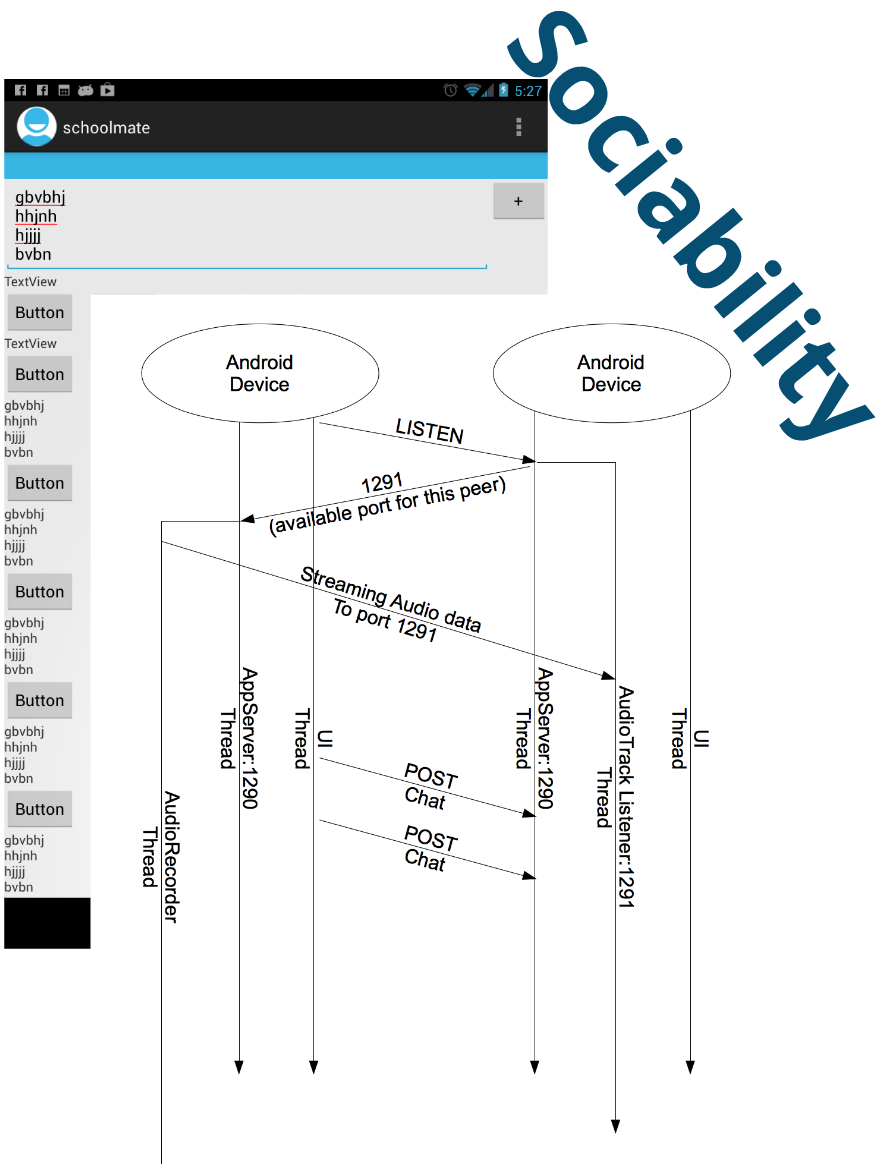 Sociability
5:27
schoolmate
gbvbhj
hhjnh
hjjjj
bvbn
+
TextView
Button
TextView
Button
gbvbhj
hhjnh
hjjjj
bvbn
Button
gbvbhj
hhjnh
hjjjj
bvbn
Button
gbvbhj
hhjnh
hjjjj
bvbn
Button
gbvbhj
hhjnh
hjjjj
bvbn
Button
gbvbhj
hhjnh
hjjjj
bvbn
Android
Device
Android
Device
LISTEN
1291
(available port for this peer)
Streaming Audio data
To port 1291
AppServer:1290
Thread
UI
Thread
AppServer:1290
Thread
AudioTrack Listener:1291
Thread
UI
Thread
POST
Chat
POST
Chat
AudioRecorder
Thread